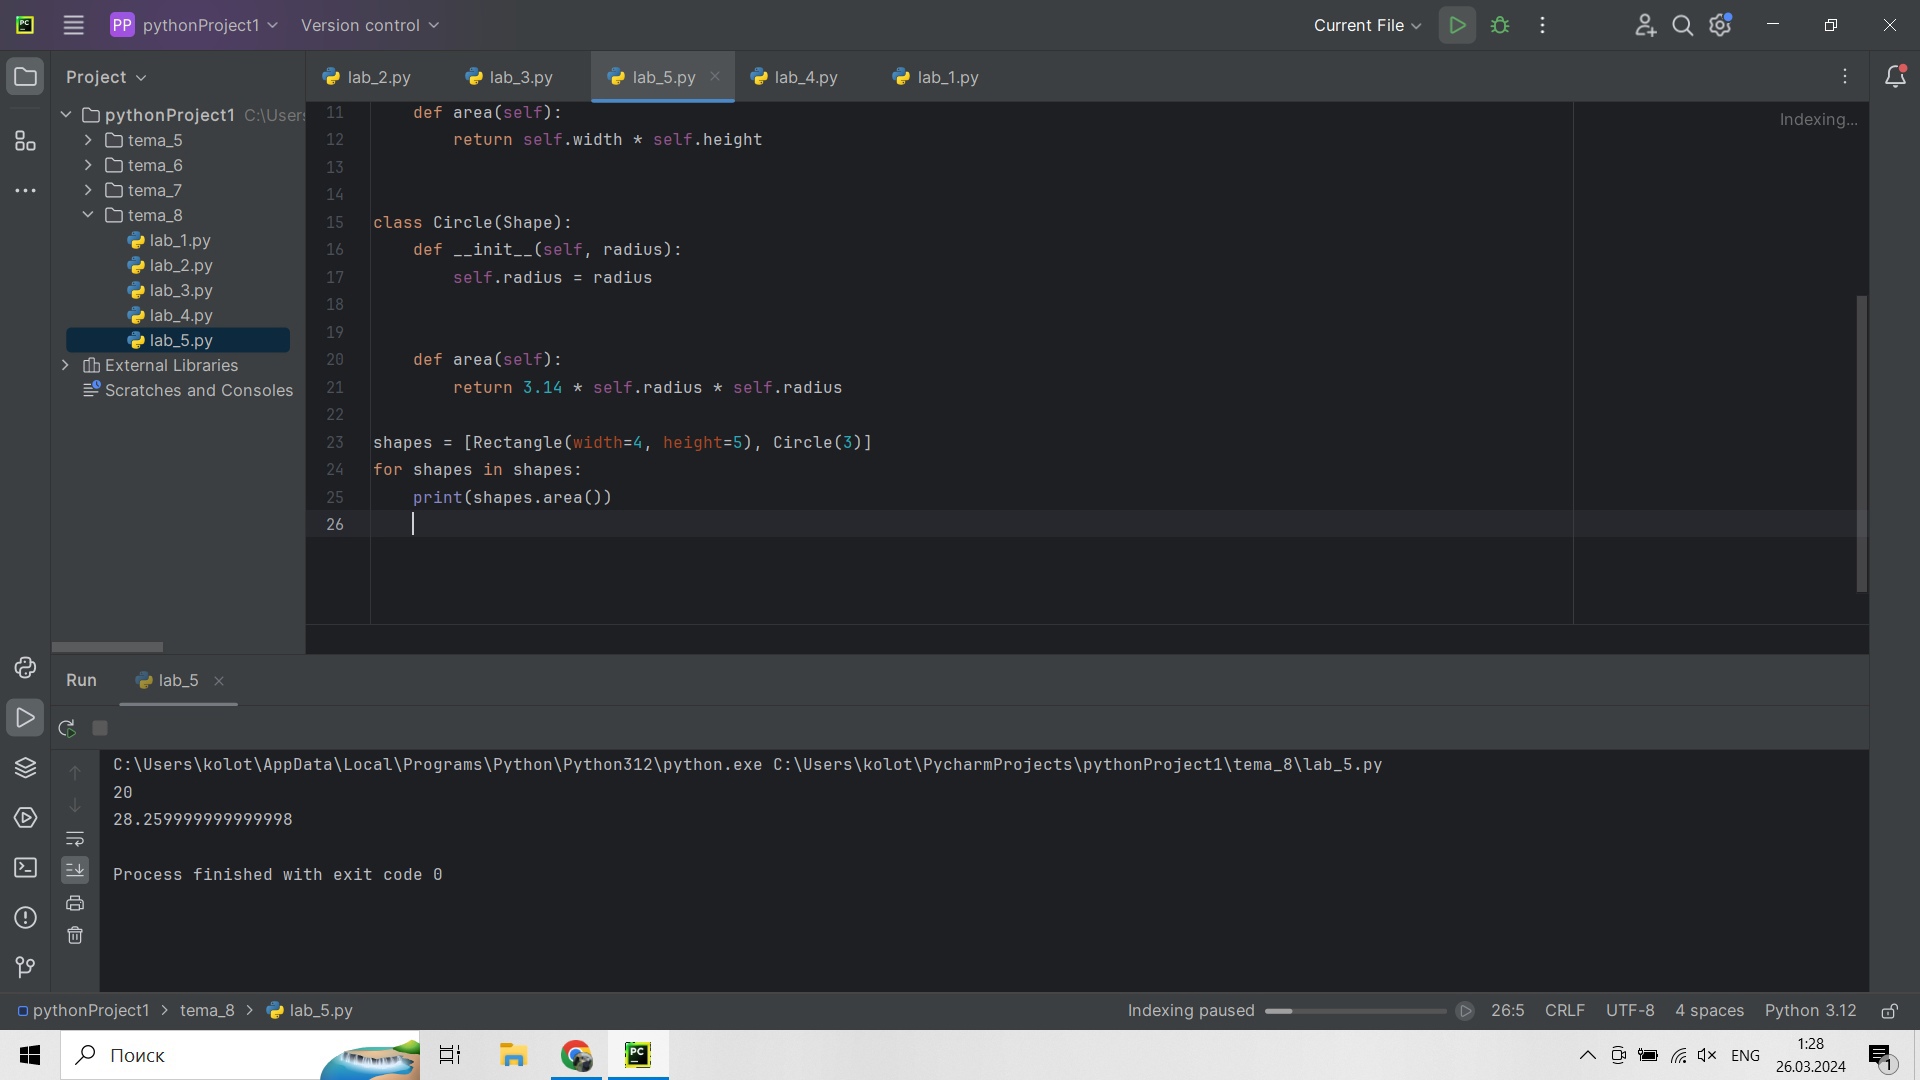 PP pythonProject1 Version control Current File
Project
lab_2.py lab_3.py lab_5.py lab_4.py lab_1.py
pythonProject1 C:\Users
tema_5
tema_6
tema_7
tema_8
lab_1.py
lab_2.py
lab_3.py
lab_4.py
lab_5.py
External Libraries
Scratches and Consoles
Indexing...
11 def area(self):
12 return self.width * self.height
13
14
15 class Circle(Shape):
16 def __init__(self, radius):
17 self.radius = radius
18
19
20 def area(self):
21 return 3.14 * self.radius * self.radius
22
23 shapes = [Rectangle(width=4, height=5), Circle(3)]
24 for shapes in shapes:
25 print(shapes.area())
26
Run lab_5
C:\Users\kolot\AppData\Local\Programs\Python\Python312\python.exe C:\Users\kolot\PycharmProjects\pythonProject1\tema_8\lab_5.py
20
28.259999999999998
Process finished with exit code 0
pythonProject1 > tema_8 > lab_5.py Indexing paused 26:5 CRLF UTF-8 4 spaces Python 3.12
Поиск
PC
ENG
1:28
26.03.2024
1